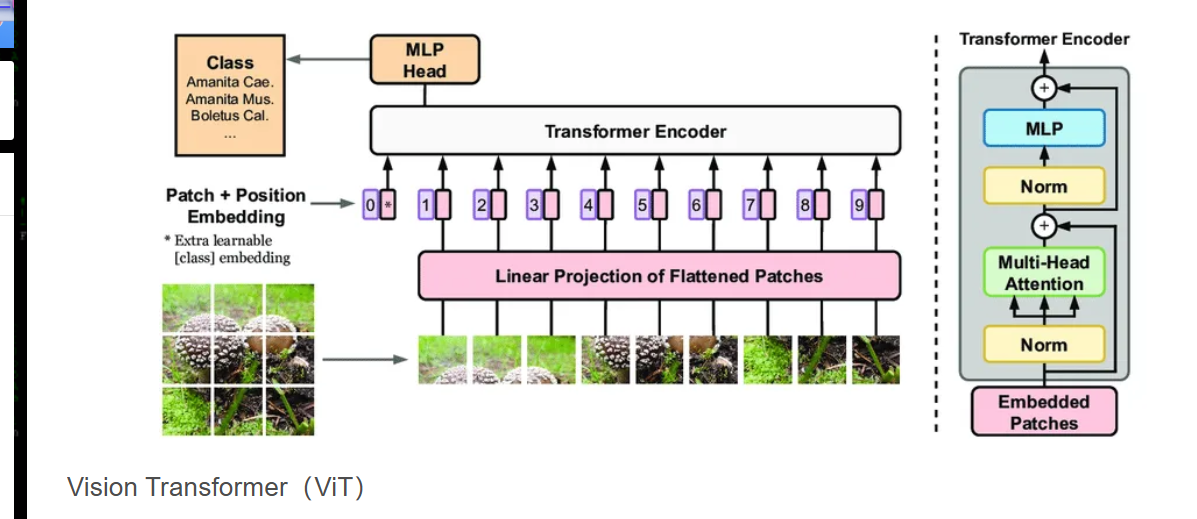 Class
Amanita Cae.
Amanita Mus.
Boletus Cal.
...
MLP
Head
Transformer Encoder
Patch + Position
Embedding
* Extra learnable
[class] embedding
0 * 1 2 3 4 5 6 7 8 9
Linear Projection of Flattened Patches
Transformer Encoder
+
MLP
Norm
+
Multi-Head
Attention
Norm
Embedded
Patches
Vision Transformer（ViT）